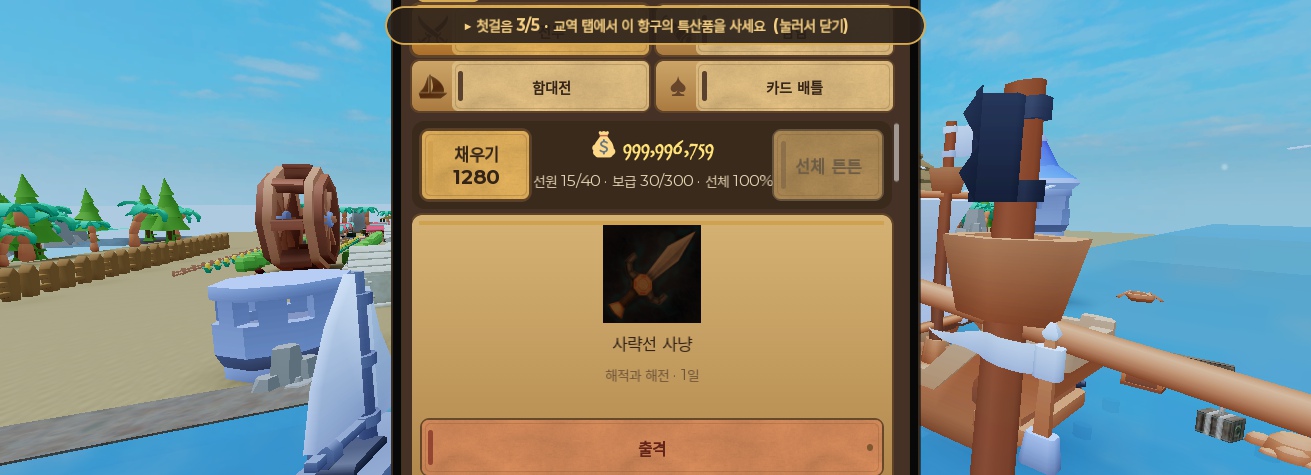 ▸ 첫걸음 3/5 · 교역 탭에서 이 항구의 특산품을 사세요 (눌러서 닫기)
함대전
카드 배틀
채우기
1280
999,996,759
선원 15/40 · 보급 30/300 · 선체 100%
선체 튼튼
사략선 사냥
해적과 해전 · 1일
출격